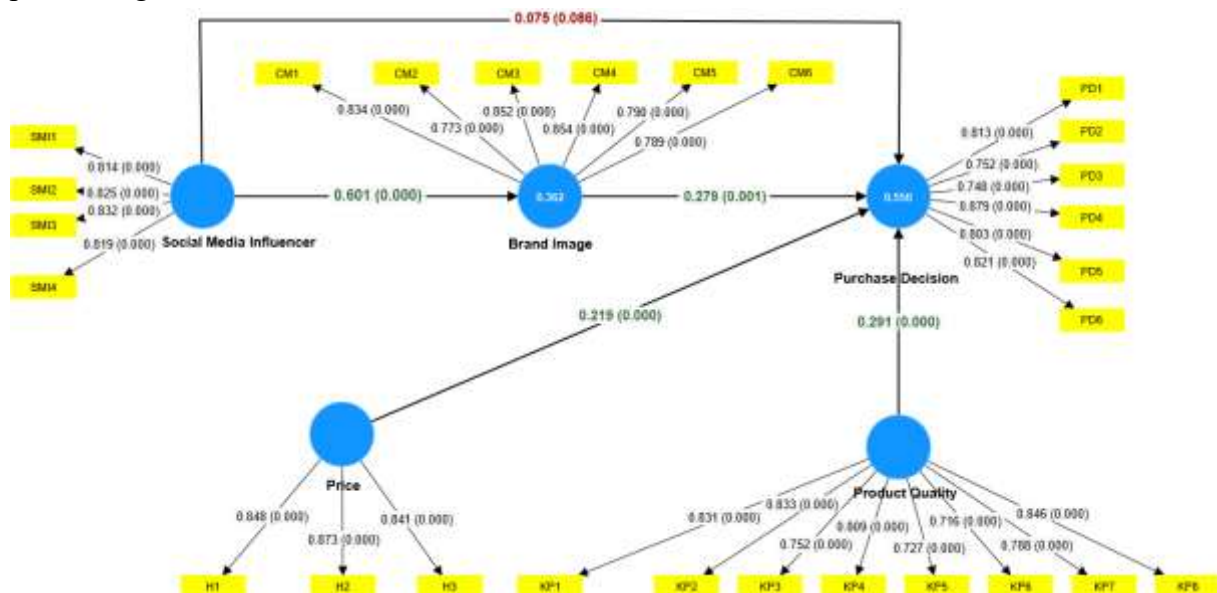 0.075 (0.086)
CM1
CM2
CM3
CM4
CM5
CM6
0.834 (0.000)
0.773 (0.000)
0.852 (0.000)
0.854 (0.000)
0.790 (0.000)
0.789 (0.000)
SMI1
SMI2
SMI3
SMI4
0.814 (0.000)
0.825 (0.000)
0.832 (0.000)
0.819 (0.000)
Social Media Influencer
0.601 (0.000)
0.362
Brand Image
0.279 (0.001)
Purchase Decision
PD1
PD2
PD3
PD4
PD5
PD6
0.813 (0.000)
0.752 (0.000)
0.748 (0.000)
0.879 (0.000)
0.803 (0.000)
0.821 (0.000)
0.219 (0.000)
0.291 (0.000)
Price
0.848 (0.000)
0.873 (0.000)
0.841 (0.000)
H1
H2
H3
Product Quality
0.831 (0.000)
0.833 (0.000)
0.752 (0.000)
0.809 (0.000)
0.727 (0.000)
0.716 (0.000)
0.788 (0.000)
0.846 (0.000)
KP1
KP2
KP3
KP4
KP5
KP6
KP7
KP8